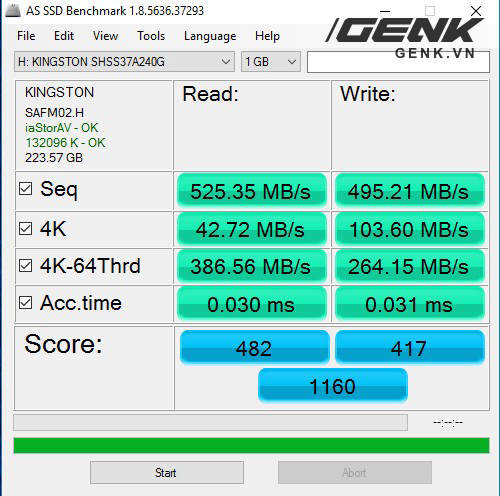 AS SSD Benchmark 1.8.5636.37293
GENK
GENK.VN
File Edit View Tools Language Help
H: KINGSTON SHSS37A240G 1 GB
KINGSTON
SAFM02.H
iaStorAV - OK
132096 K - OK
223.57 GB
Read: Write:
Seq 525.35 MB/s 495.21 MB/s
4K 42.72 MB/s 103.60 MB/s
4K-64Thrd 386.56 MB/s 264.15 MB/s
Acc.time 0.030 ms 0.031 ms
Score: 482 417
1160
--:--:--
Start Abort